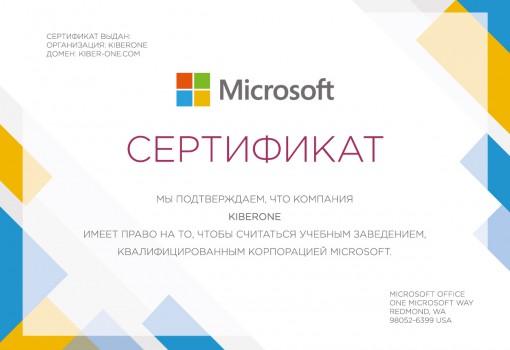 СЕРТИФИКАТ ВЫДАН:
ОРГАНИЗАЦИЯ: KIBERONE
ДОМЕН: KIBER-ONE.COM
Microsoft
СЕРТИФИКАТ
МЫ ПОДТВЕРЖДАЕМ, ЧТО КОМПАНИЯ
KIBERONE
ИМЕЕТ ПРАВО НА ТО, ЧТОБЫ СЧИТАТЬСЯ УЧЕБНЫМ ЗАВЕДЕНИЕМ,
КВАЛИФИЦИРОВАННЫМ КОРПОРАЦИЕЙ MICROSOFT.
MICROSOFT OFFICE
ONE MICROSOFT WAY
REDMOND, WA
98052-6399 USA